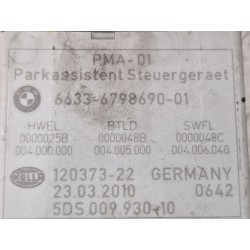 PMA-01
Parkassistent Steuergeraet
6633-6798690-01
HWEL BTLD SWFL
0000025B 0000048B 0000048C
004.000.000 004.005.000 004.006.040
HELLA 120373-22 GERMANY
23.03.2010 0642
5DS 009.930-10